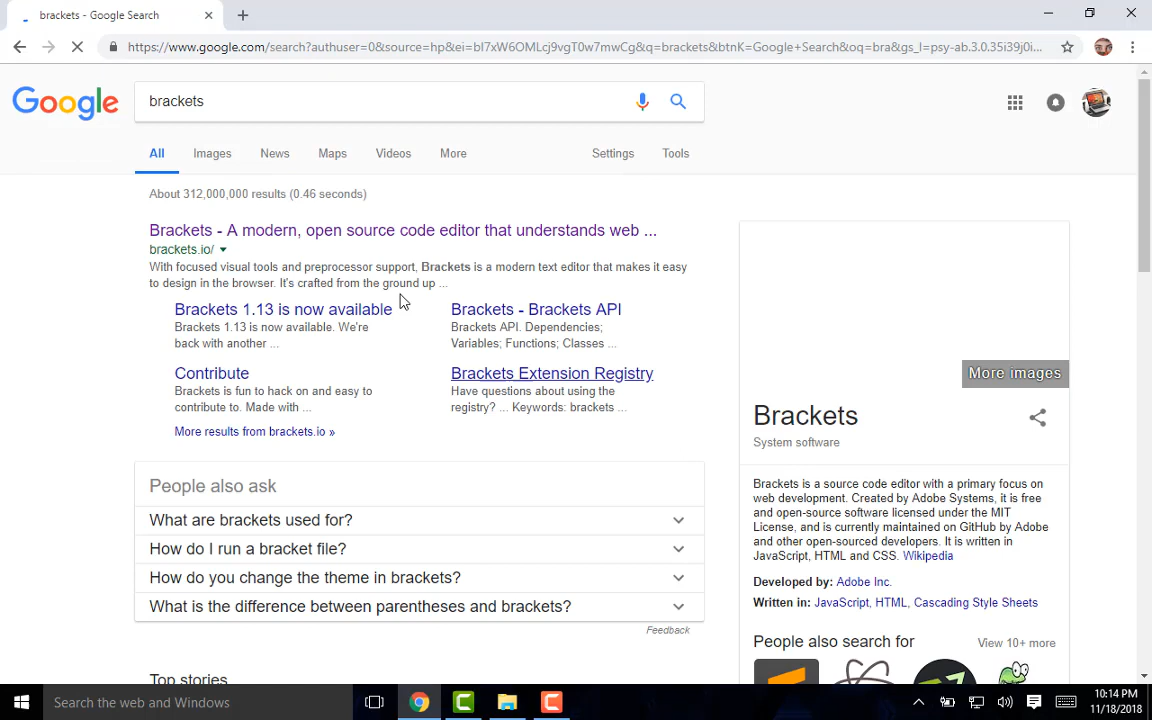 brackets - Google Search
https://www.google.com/search?authuser=0&source=hp&ei=bl7xW6OMLcj9vgT0w7mwCg&q=brackets&btnK=Google+Search&oq=bra&gs_l=psy-ab.3.0.35i39j0i...
Google
brackets
All Images News Maps Videos More Settings Tools
About 312,000,000 results (0.46 seconds)
Brackets - A modern, open source code editor that understands web ...
brackets.io/
With focused visual tools and preprocessor support, Brackets is a modern text editor that makes it easy
to design in the browser. It's crafted from the ground up ...
Brackets 1.13 is now available
Brackets 1.13 is now available. We're
back with another ...
Brackets - Brackets API
Brackets API. Dependencies;
Variables; Functions; Classes ...
Contribute
Brackets is fun to hack on and easy to
contribute to. Made with ...
Brackets Extension Registry
Have questions about using the
registry? ... Keywords: brackets ...
More results from brackets.io »
People also ask
What are brackets used for?
How do I run a bracket file?
How do you change the theme in brackets?
What is the difference between parentheses and brackets?
Feedback
Top stories
More images
Brackets
System software
Brackets is a source code editor with a primary focus on
web development. Created by Adobe Systems, it is free
and open-source software licensed under the MIT
License, and is currently maintained on GitHub by Adobe
and other open-sourced developers. It is written in
JavaScript, HTML and CSS. Wikipedia
Developed by: Adobe Inc.
Written in: JavaScript, HTML, Cascading Style Sheets
People also search for View 10+ more
Search the web and Windows
10:14 PM
11/18/2018